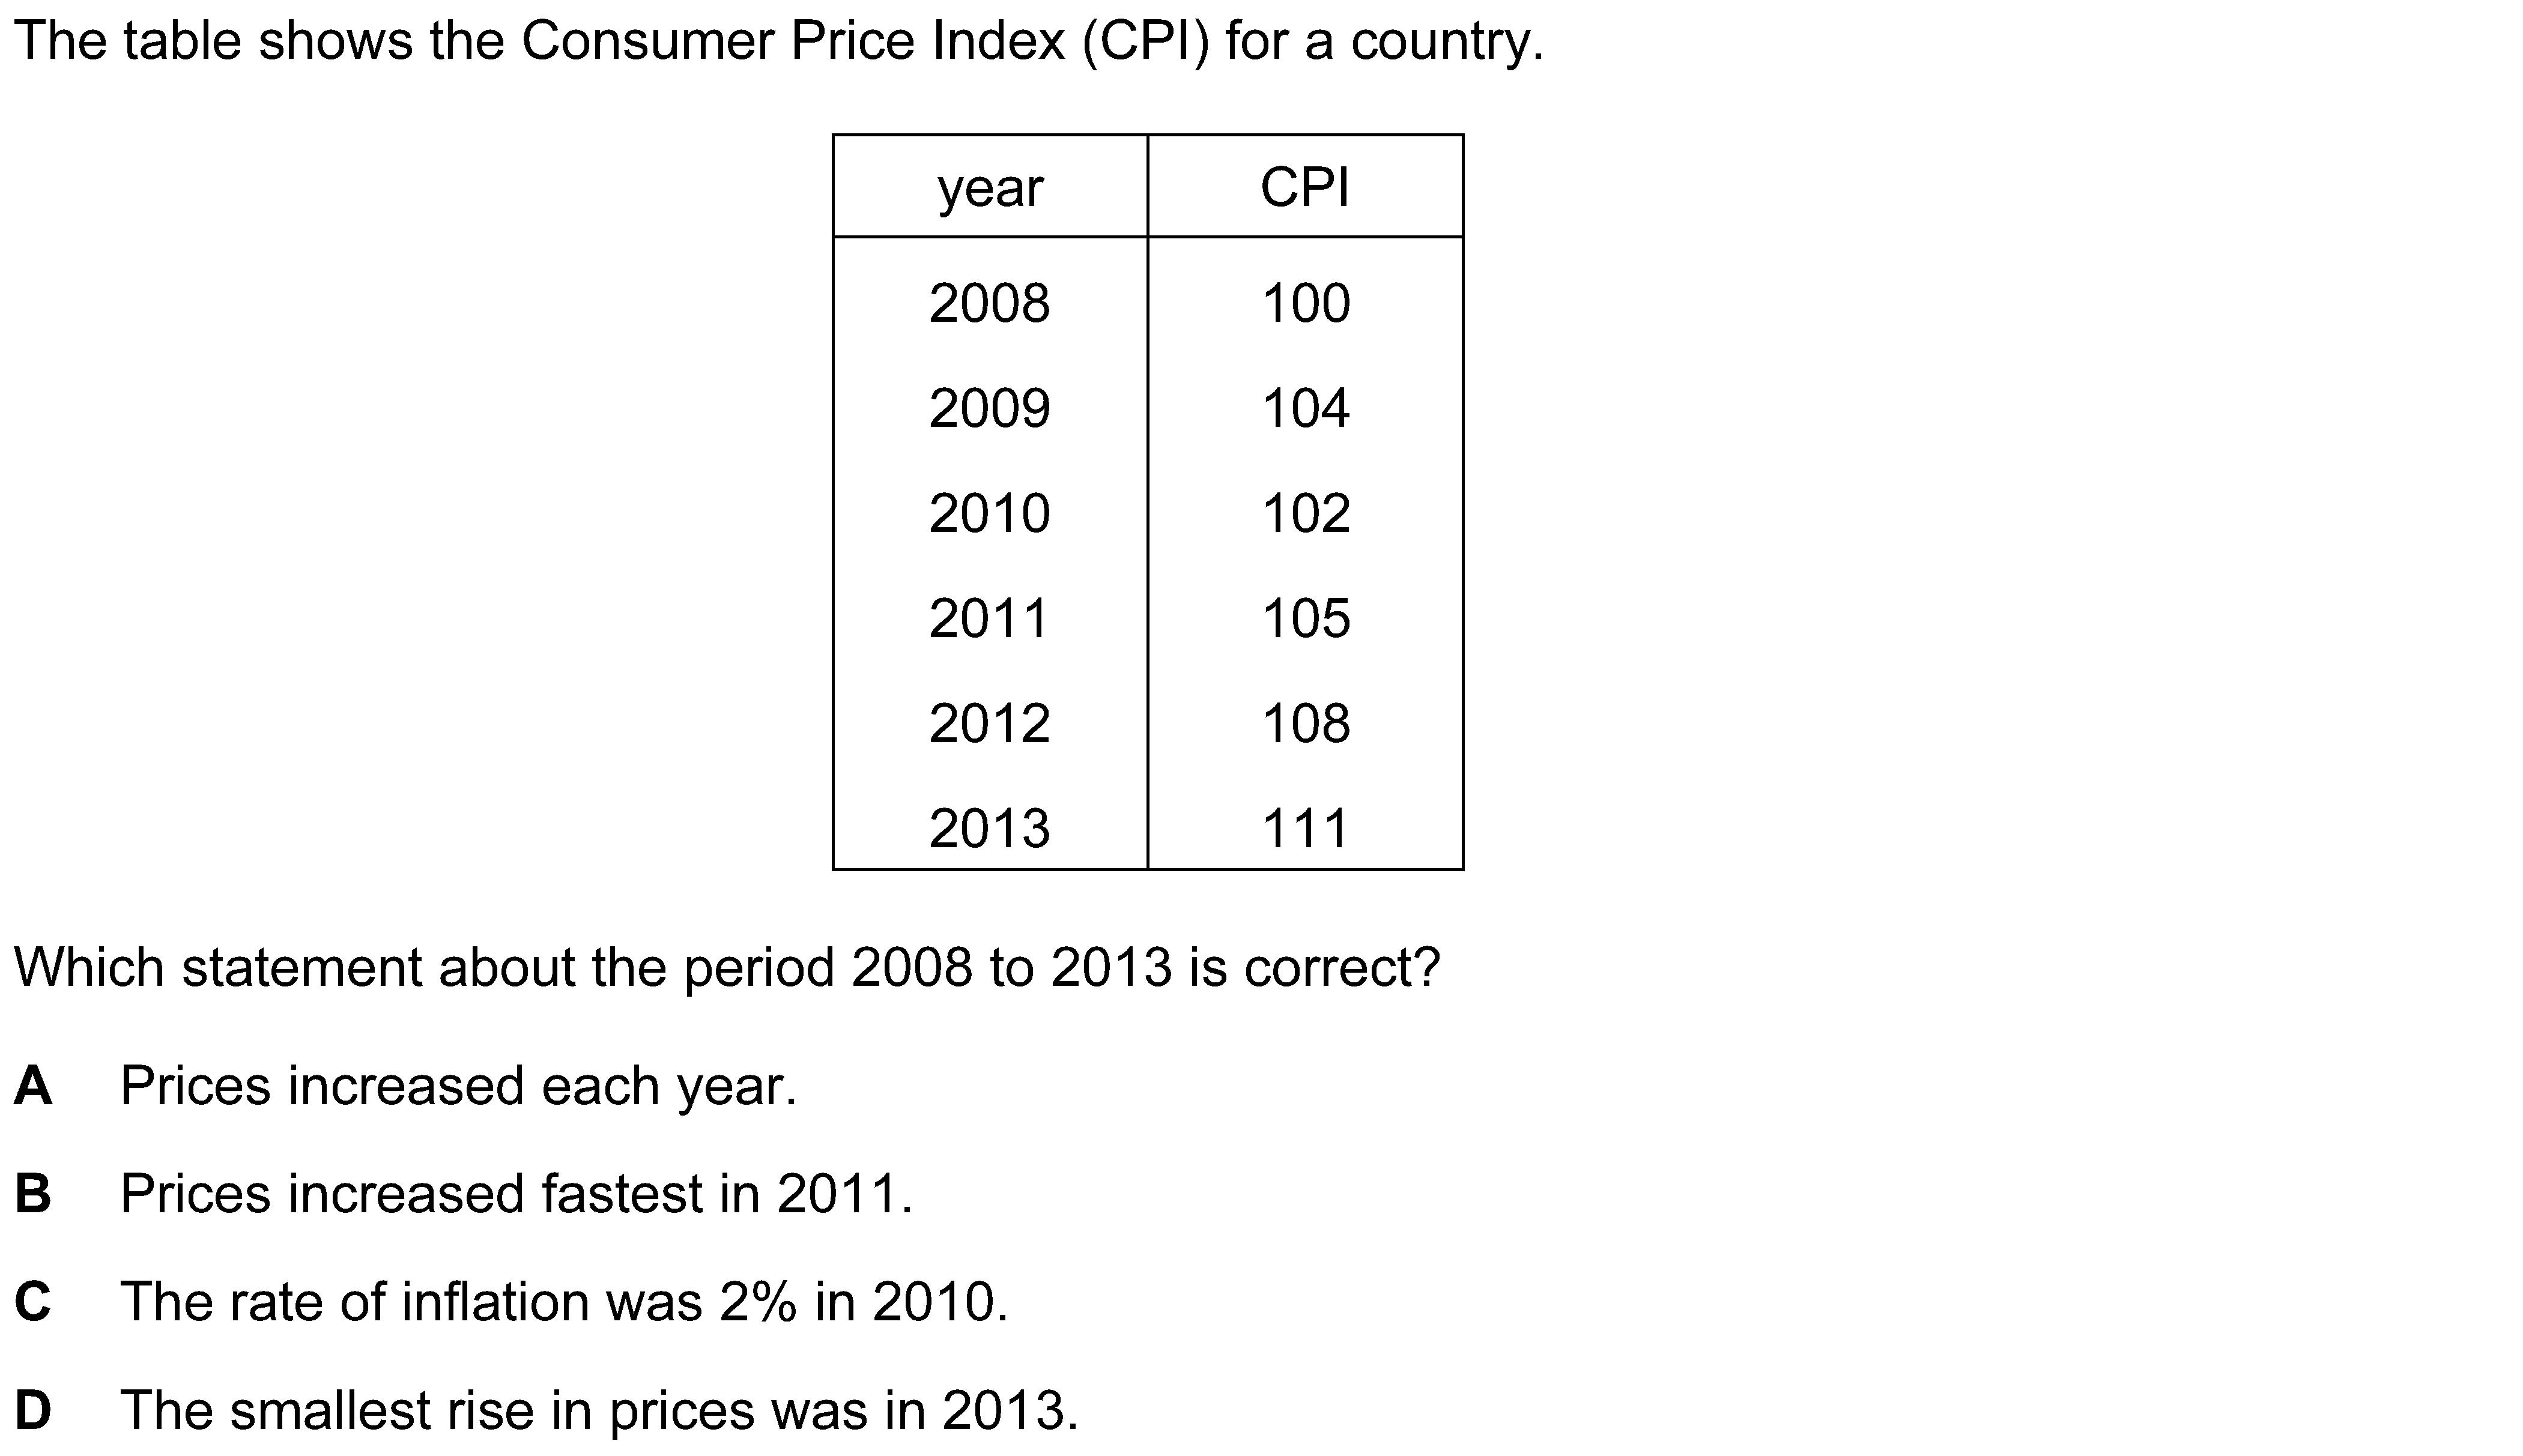 The table shows the Consumer Price Index (CPI) for a country.
year CPI
2008 100
2009 104
2010 102
2011 105
2012 108
2013 111
Which statement about the period 2008 to 2013 is correct?
A Prices increased each year.
B Prices increased fastest in 2011.
C The rate of inflation was 2% in 2010.
D The smallest rise in prices was in 2013.